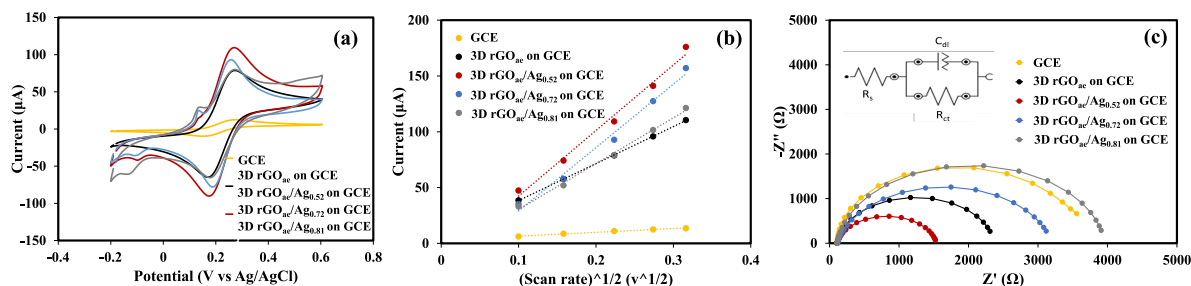 (a)
150
100
50
0
-50
-100
-150
-0.4
-0.2
0
0.2
0.4
0.6
0.8
Current (µA)
Potential (V vs Ag/AgCl)
GCE
3D rGOae on GCE
3D rGOae/Ag0.52 on GCE
3D rGOae/Ag0.72 on GCE
3D rGOae/Ag0.81 on GCE
(b)
200
150
100
50
0
0
0.1
0.2
0.3
0.4
Current (µA)
(Scan rate)^1/2 (v^1/2)
GCE
3D rGOae on GCE
3D rGOae/Ag0.52 on GCE
3D rGOae/Ag0.72 on GCE
3D rGOae/Ag0.81 on GCE
(c)
-5000
-4000
3000
2000
1000
0
0
1000
2000
3000
4000
5000
-Z" (Ω)
Z' (Ω)
Cdl
Rs
Rct
GCE
3D rGOae on GCE
3D rGOae/Ag0.52 on GCE
3D rGOae/Ag0.72 on GCE
3D rGOae/Ag0.81 on GCE